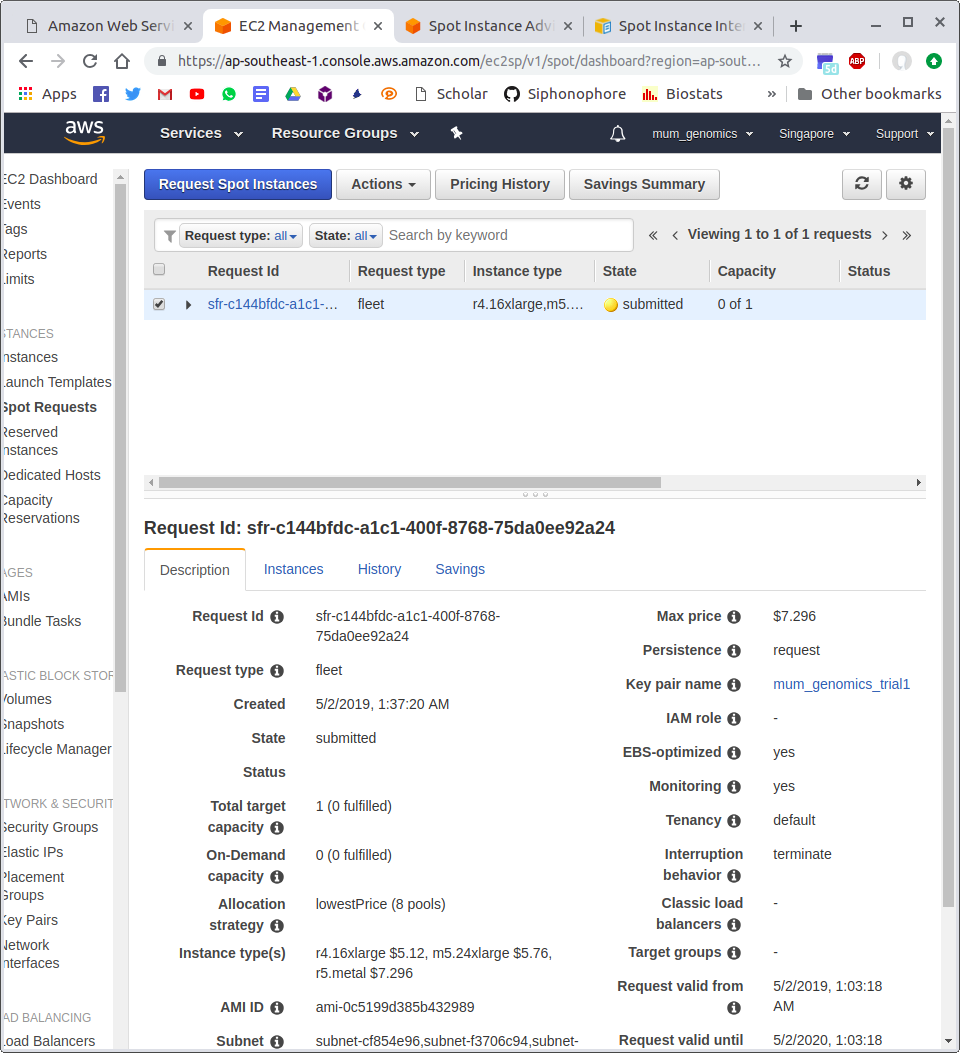 Amazon Web Servi
EC2 Management
Spot Instance Adv
Spot Instance Inte
https://ap-southeast-1.console.aws.amazon.com/ec2sp/v1/spot/dashboard?region=ap-sout...
5d
ABP
Apps
Scholar
Siphonophore
Biostats
»
Other bookmarks
aws
Services
Resource Groups
mum_genomics
Singapore
Support
EC2 Dashboard
Events
Tags
Reports
Limits
STANCES
nstances
Launch Templates
Spot Requests
Reserved
nstances
Dedicated Hosts
Capacity
Reservations
AGES
AMIs
Bundle Tasks
ASTIC BLOCK STOR
Volumes
Snapshots
Lifecycle Manager
TWORK & SECURIT
Security Groups
Elastic IPs
Placement
Groups
Key Pairs
Network
nterfaces
AD BALANCING
Load Balancers
Request Spot Instances
Actions
Pricing History
Savings Summary
Request type: all
State: all
Search by keyword
« ‹ Viewing 1 to 1 of 1 requests › »
Request Id Request type Instance type State Capacity Status
sfr-c144bfdc-a1c1-... fleet r4.16xlarge,m5.... submitted 0 of 1
Request Id: sfr-c144bfdc-a1c1-400f-8768-75da0ee92a24
Description Instances History Savings
Request Id sfr-c144bfdc-a1c1-400f-8768-
75da0ee92a24
Request type fleet
Created 5/2/2019, 1:37:20 AM
State submitted
Status
Total target 1 (0 fulfilled)
capacity
On-Demand 0 (0 fulfilled)
capacity
Allocation lowestPrice (8 pools)
strategy
Instance type(s) r4.16xlarge $5.12, m5.24xlarge $5.76,
r5.metal $7.296
AMI ID ami-0c5199d385b432989
Subnet subnet-cf854e96,subnet-f3706c94,subnet-
Max price $7.296
Persistence request
Key pair name mum_genomics_trial1
IAM role -
EBS-optimized yes
Monitoring yes
Tenancy default
Interruption terminate
behavior
Classic load -
balancers
Target groups -
Request valid from 5/2/2019, 1:03:18
AM
Request valid until 5/2/2020, 1:03:18